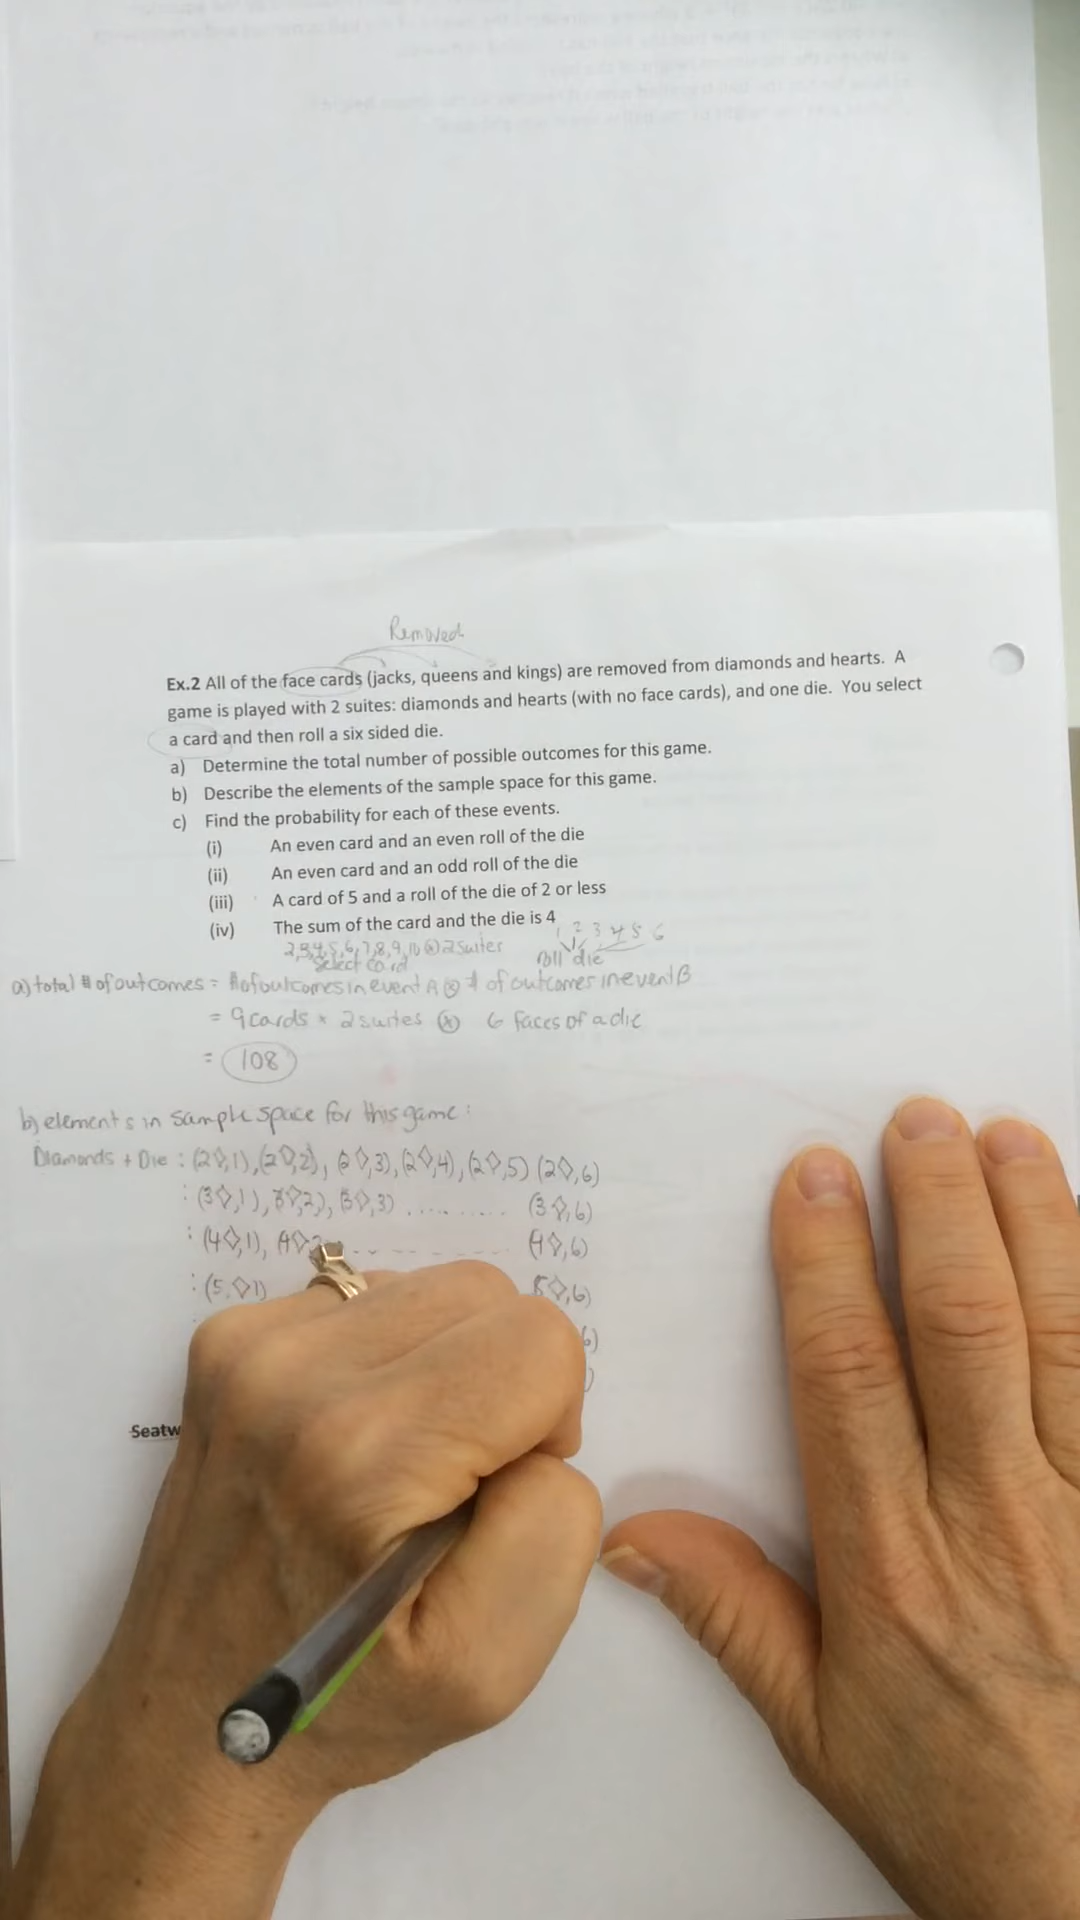 Removed
Ex.2 All of the face cards (jacks, queens and kings) are removed from diamonds and hearts. A
game is played with 2 suites: diamonds and hearts (with no face cards), and one die. You select
a card and then roll a six sided die.
a) Determine the total number of possible outcomes for this game.
b) Describe the elements of the sample space for this game.
c) Find the probability for each of these events.
(i) An even card and an even roll of the die
(ii) An even card and an odd roll of the die
(iii) A card of 5 and a roll of the die of 2 or less
(iv) The sum of the card and the die is 4
1 2 3 4 5 6
2,3,4,5,6,7,8,9,10 ⊗ 2 suites
select card roll die
a) total # of outcomes = # of outcomes in event A ⊗ # of outcomes in event B
= 9 cards × 2 suites ⊗ 6 faces of a die
= 108
b) elements in sample space for this game:
Diamonds + Die : (2◇,1), (2◇,2), (2◇,3), (2◇,4), (2◇,5) (2◇,6)
: (3◇,1), (3◇,2), (3◇,3) .......... (3◇,6)
: (4◇,1), (4◇, ... (4◇,6)
: (5,◇1) (5◇,6)
6)
)
Seatw